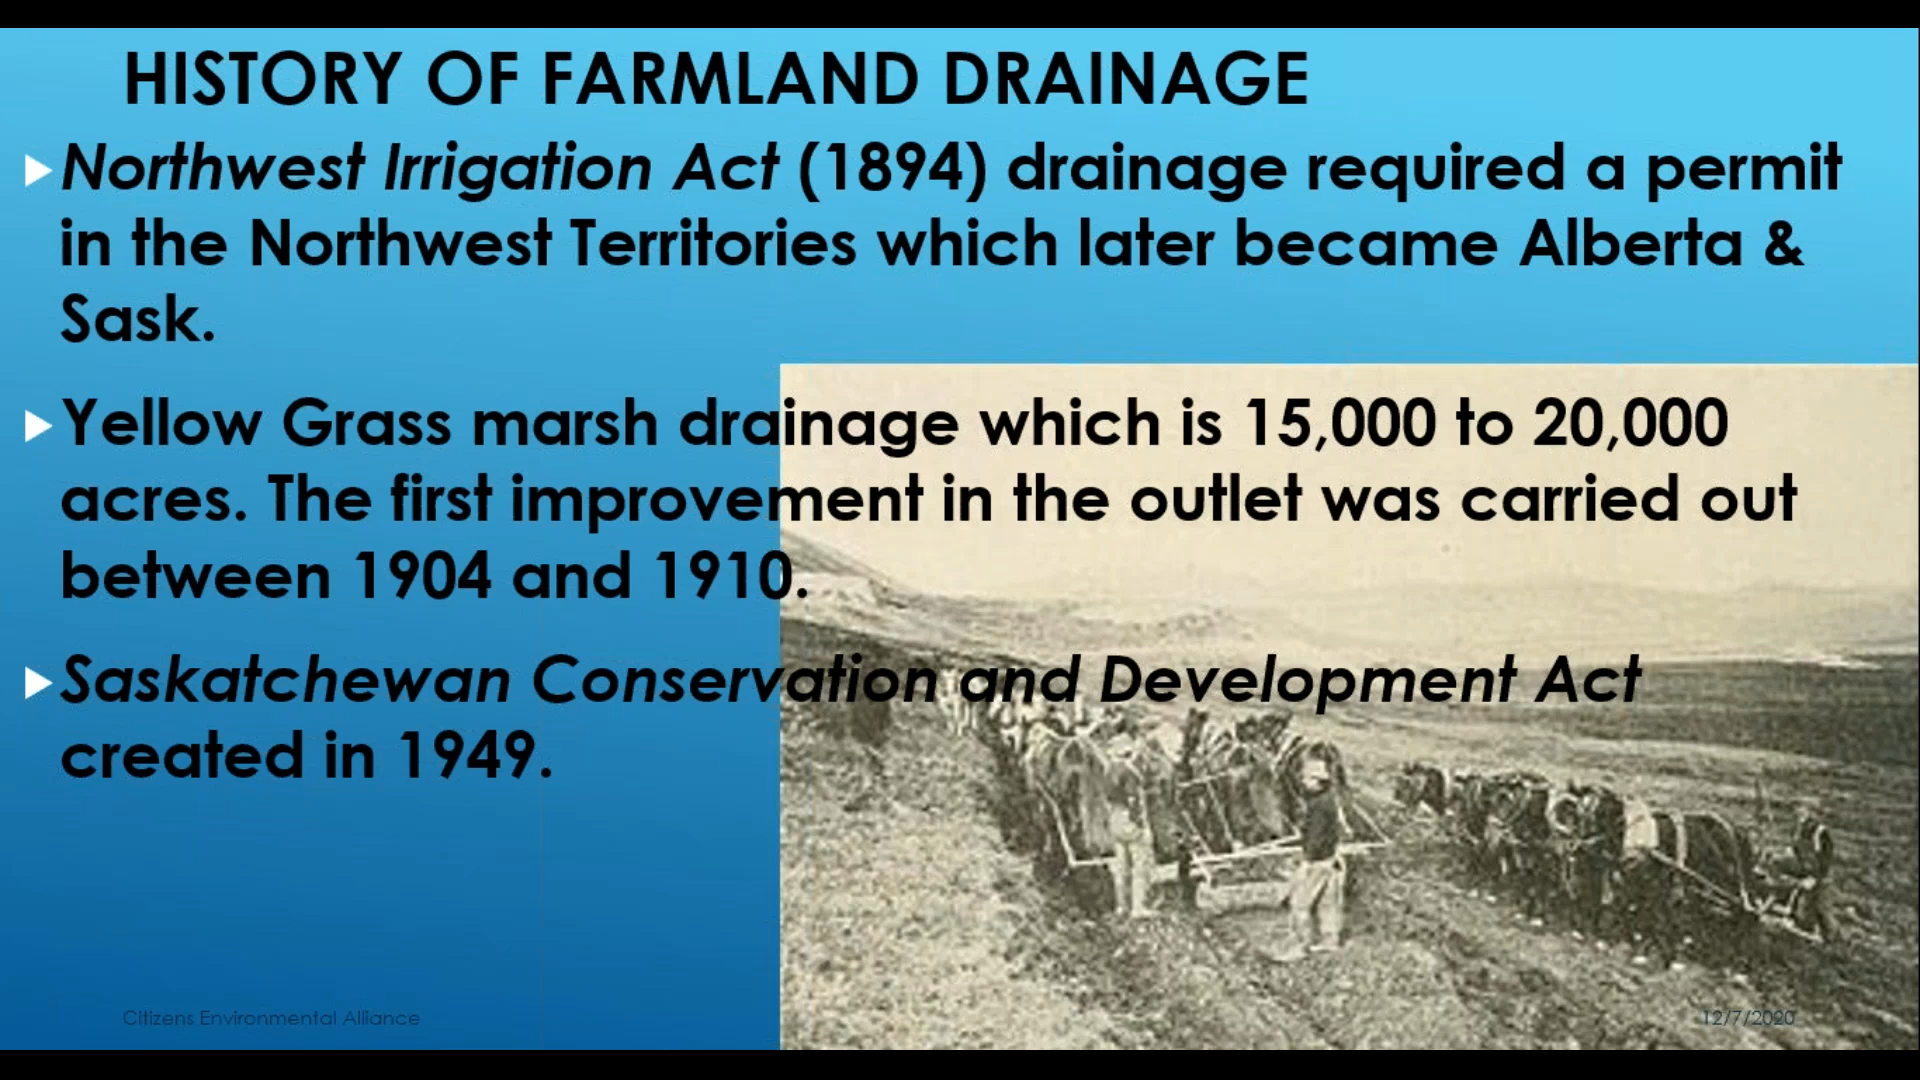 HISTORY OF FARMLAND DRAINAGE
Northwest Irrigation Act (1894) drainage required a permit
in the Northwest Territories which later became Alberta &
Sask.
Yellow Grass marsh drainage which is 15,000 to 20,000
acres. The first improvement in the outlet was carried out
between 1904 and 1910.
Saskatchewan Conservation and Development Act
created in 1949.
Citizens Environmental Alliance
12/7/2020